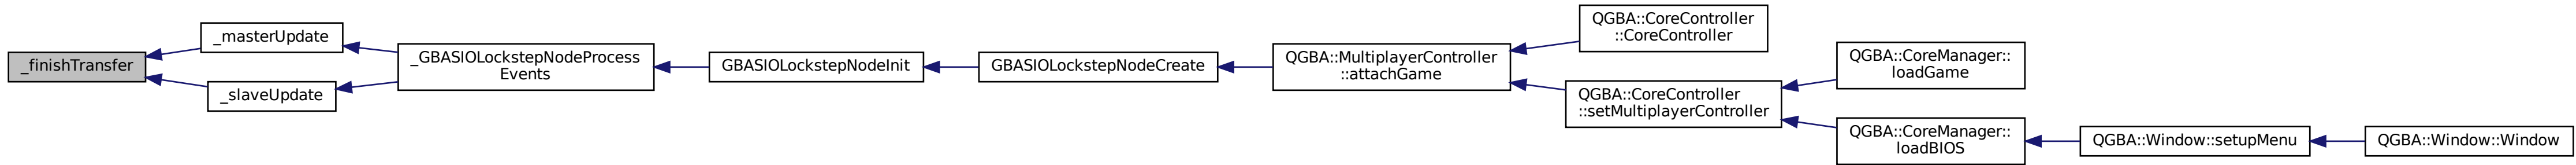 _finishTransfer
_masterUpdate
_slaveUpdate
_GBASIOLockstepNodeProcess
Events
GBASIOLockstepNodeInit
GBASIOLockstepNodeCreate
QGBA::MultiplayerController
::attachGame
QGBA::CoreController
::CoreController
QGBA::CoreController
::setMultiplayerController
QGBA::CoreManager::
loadGame
QGBA::CoreManager::
loadBIOS
QGBA::Window::setupMenu
QGBA::Window::Window